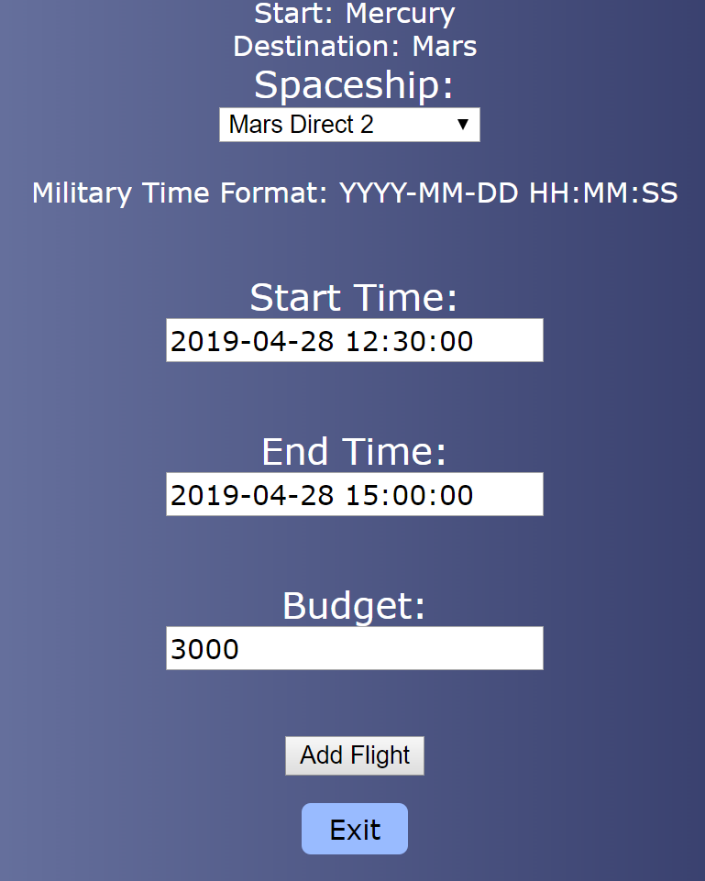 Start: Mercury
Destination: Mars
Spaceship:
Mars Direct 2
Military Time Format: YYYY-MM-DD HH:MM:SS
Start Time:
2019-04-28 12:30:00
End Time:
2019-04-28 15:00:00
Budget:
3000
Add Flight
Exit